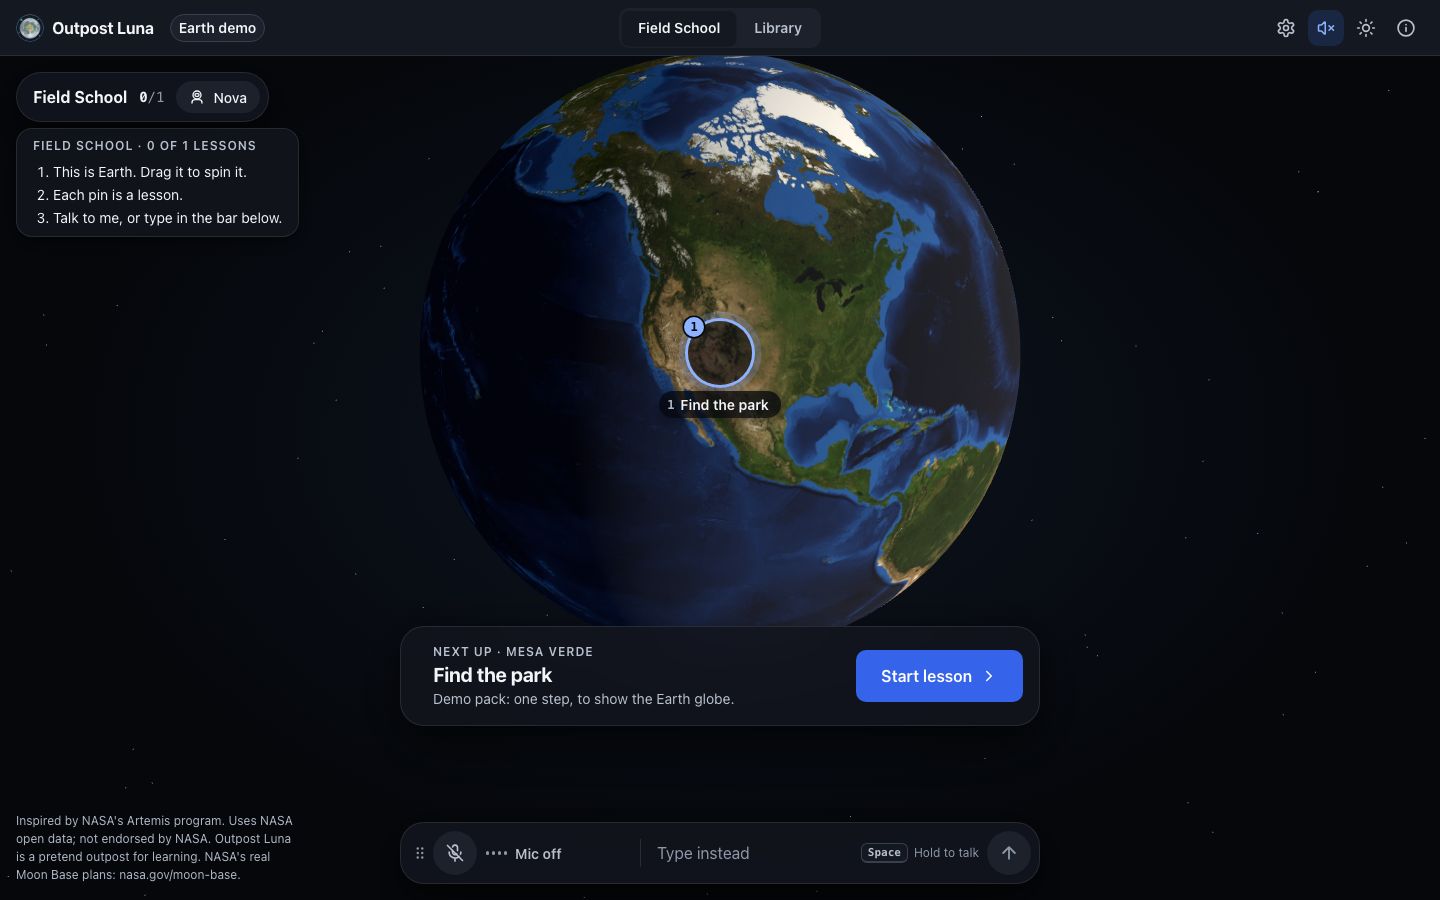 Outpost Luna
Earth demo
Field School
Library
Field School 0/1 Nova
FIELD SCHOOL · 0 OF 1 LESSONS
1. This is Earth. Drag it to spin it.
2. Each pin is a lesson.
3. Talk to me, or type in the bar below.
1
1 Find the park
NEXT UP · MESA VERDE
Find the park
Demo pack: one step, to show the Earth globe.
Start lesson
Inspired by NASA's Artemis program. Uses NASA
open data; not endorsed by NASA. Outpost Luna
is a pretend outpost for learning. NASA's real
Moon Base plans: nasa.gov/moon-base.
Mic off
Type instead
Space Hold to talk